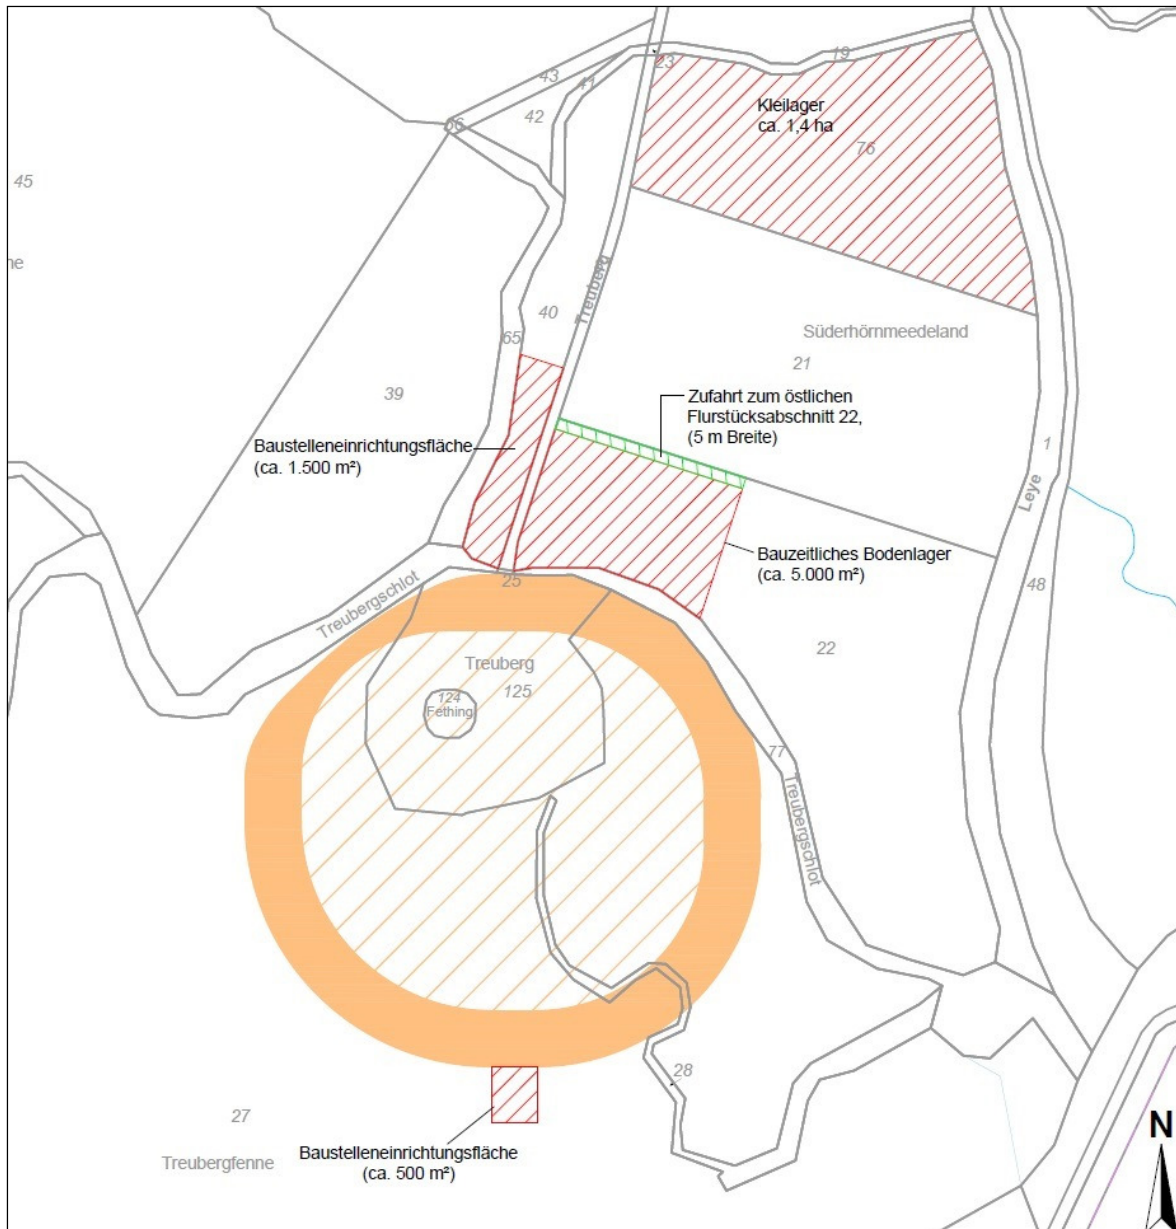 19
43
23
41
Kleilager
ca. 1,4 ha
42
66
76
45
ne
Treuberg
40
65
Süderhörnmeedeland
21
39
Zufahrt zum östlichen
Flurstücksabschnitt 22,
(5 m Breite)
Baustelleneinrichtungsfläche
(ca. 1.500 m²)
1
Leye
Bauzeitliches Bodenlager
(ca. 5.000 m²)
25
48
Treubergschlot
22
Treuberg
125
124
Fething
77
Treubergschlot
28
27
Baustelleneinrichtungsfläche
(ca. 500 m²)
Treubergfenne
N